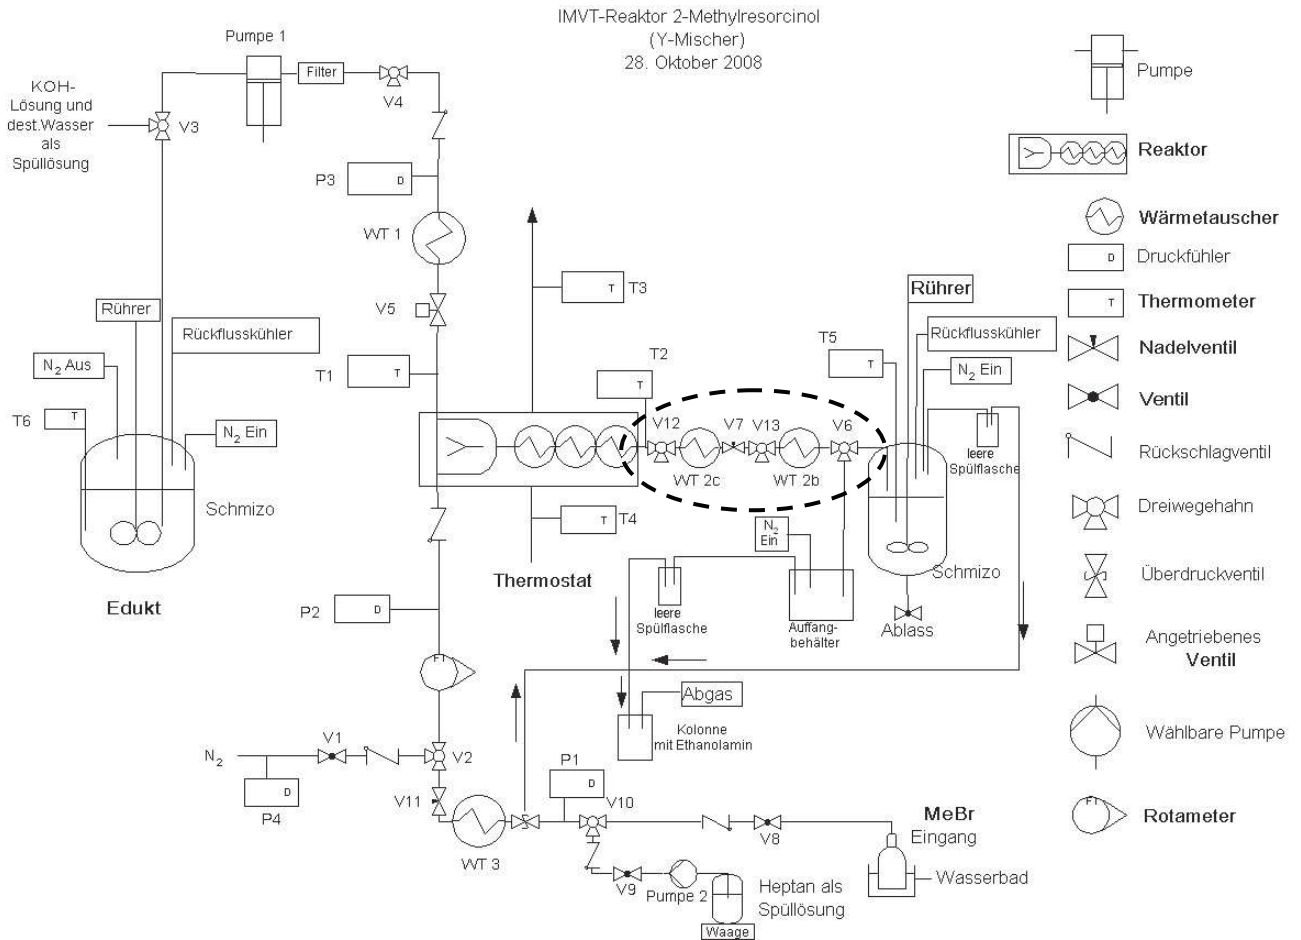 IMVT-Reaktor 2-Methylresorcinol
(Y-Mischer)
28. Oktober 2008
Pumpe 1
Filter
V4
KOH-
Lösung und
dest.Wasser
als
Spüllösung
V3
P3
D
WT 1
V5
T3
T
T1
T
T2
T
Rührer
Rückflusskühler
N2 Aus
T6
T
N2 Ein
Schmizo
Edukt
V12
V7
V13
V6
WT 2c
WT 2b
T5
T
Rührer
Rückflusskühler
N2 Ein
leere
Spülflasche
Schmizo
Ablass
T4
T
Thermostat
N2
Ein
leere
Spülflasche
Auffang-
behälter
P2
D
FI
Abgas
Kolonne
mit Ethanolamin
N2
V1
V2
P4
D
V11
WT 3
P1
D
V10
V8
MeBr
Eingang
Wasserbad
V9
Pumpe 2
Heptan als
Spüllösung
Waage
Pumpe
Reaktor
Wärmetauscher
D
Druckfühler
T
Thermometer
Nadelventil
Ventil
Rückschlagventil
Dreiwegehahn
Überdruckventil
Angetriebenes
Ventil
Wählbare Pumpe
FI
Rotameter